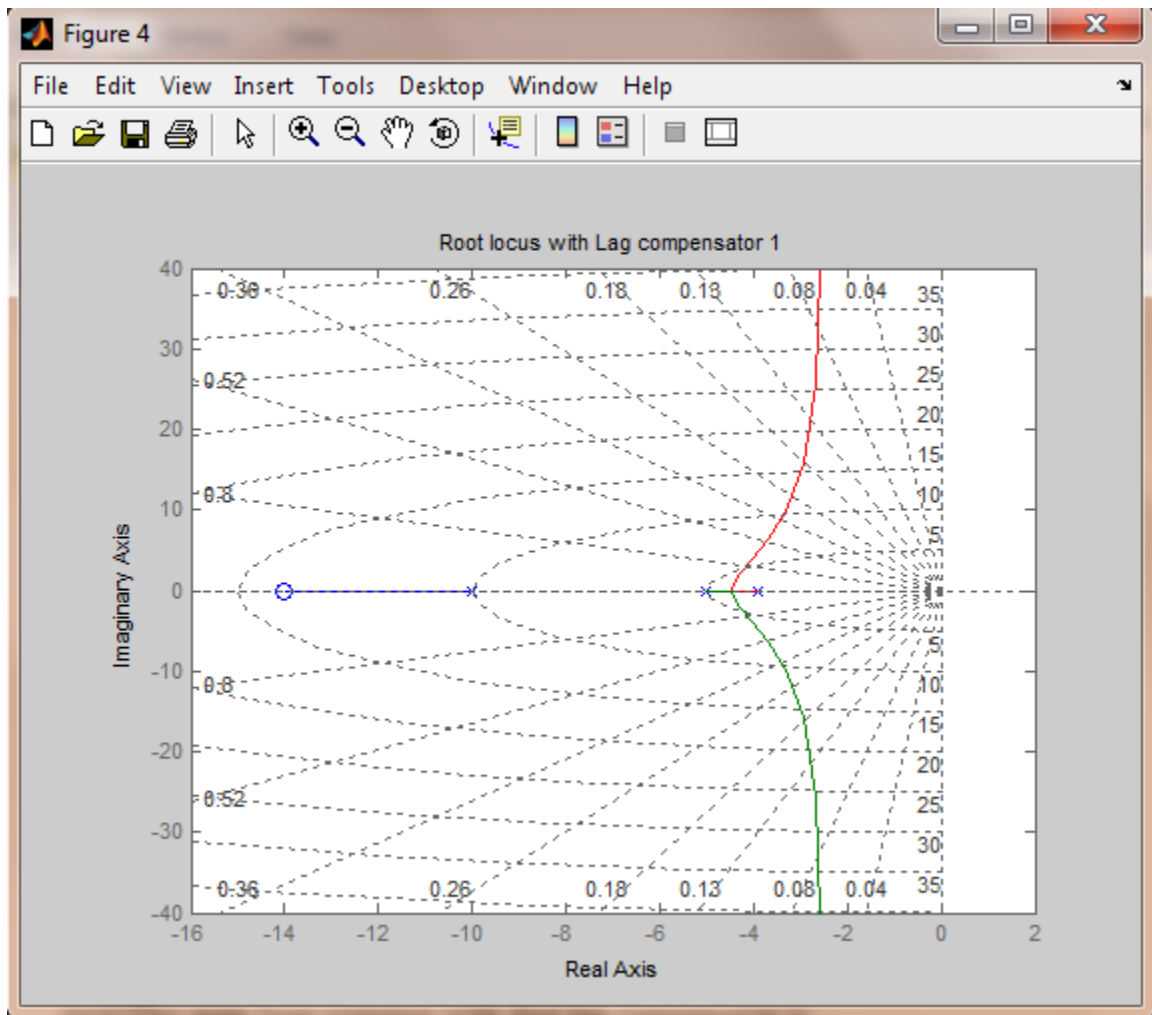 Figure 4
File Edit View Insert Tools Desktop Window Help
Root locus with Lag compensator 1
40
0.36 0.26 0.18 0.13 0.08 0.04 35
30 30
0.52 25
20 20
15
0.8 10
10
5
0
5
-10 0.8 10
15
-20 20
0.52 25
-30 30
0.36 0.26 0.18 0.13 0.08 0.04 35
-40
-16 -14 -12 -10 -8 -6 -4 -2 0 2
Imaginary Axis
Real Axis